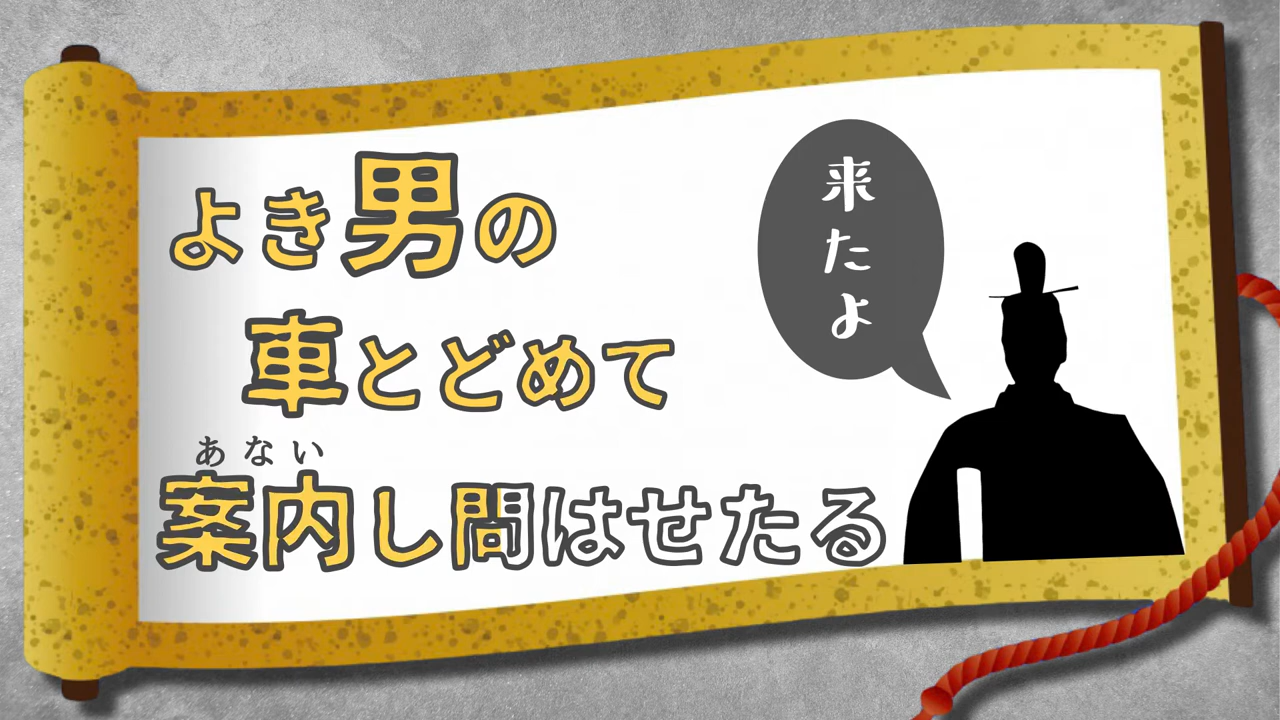 よき男の
車とどめて
あない
案内し問はせたる
来たよ